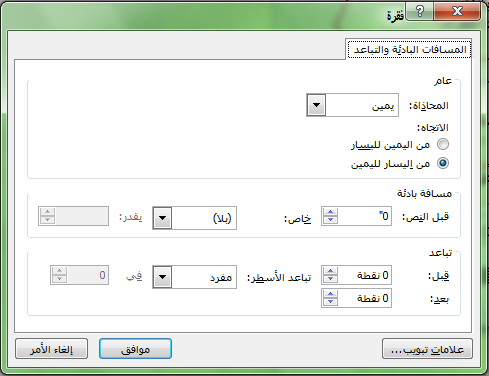 فقرة
المسافات البادئة والتباعد
عام
المحاذاة: يمين
الاتجاه:
من اليمين لليسار
من اليسار لليمين
مسافة بادئة
قبل النص: 0" خاص: (بلا) بقدر:
تباعد
قبل: 0 نقطة تباعد الأسطر: مفرد في 0
بعد: 0 نقطة
علامات تبويب... موافق إلغاء الأمر